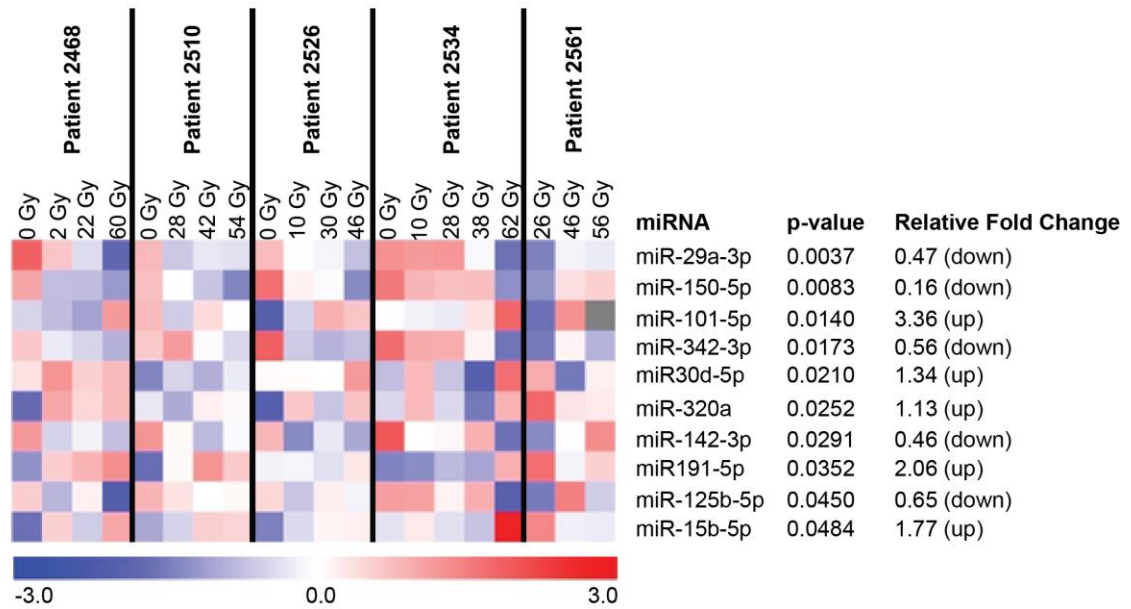 Patient 2468
Patient 2510
Patient 2526
Patient 2534
Patient 2561
0 Gy
2 Gy
22 Gy
60 Gy
0 Gy
28 Gy
42 Gy
54 Gy
0 Gy
10 Gy
30 Gy
46 Gy
0 Gy
10 Gy
28 Gy
38 Gy
62 Gy
26 Gy
46 Gy
56 Gy
miRNA p-value Relative Fold Change
miR-29a-3p 0.0037 0.47 (down)
miR-150-5p 0.0083 0.16 (down)
miR-101-5p 0.0140 3.36 (up)
miR-342-3p 0.0173 0.56 (down)
miR30d-5p 0.0210 1.34 (up)
miR-320a 0.0252 1.13 (up)
miR-142-3p 0.0291 0.46 (down)
miR191-5p 0.0352 2.06 (up)
miR-125b-5p 0.0450 0.65 (down)
miR-15b-5p 0.0484 1.77 (up)
-3.0 0.0 3.0